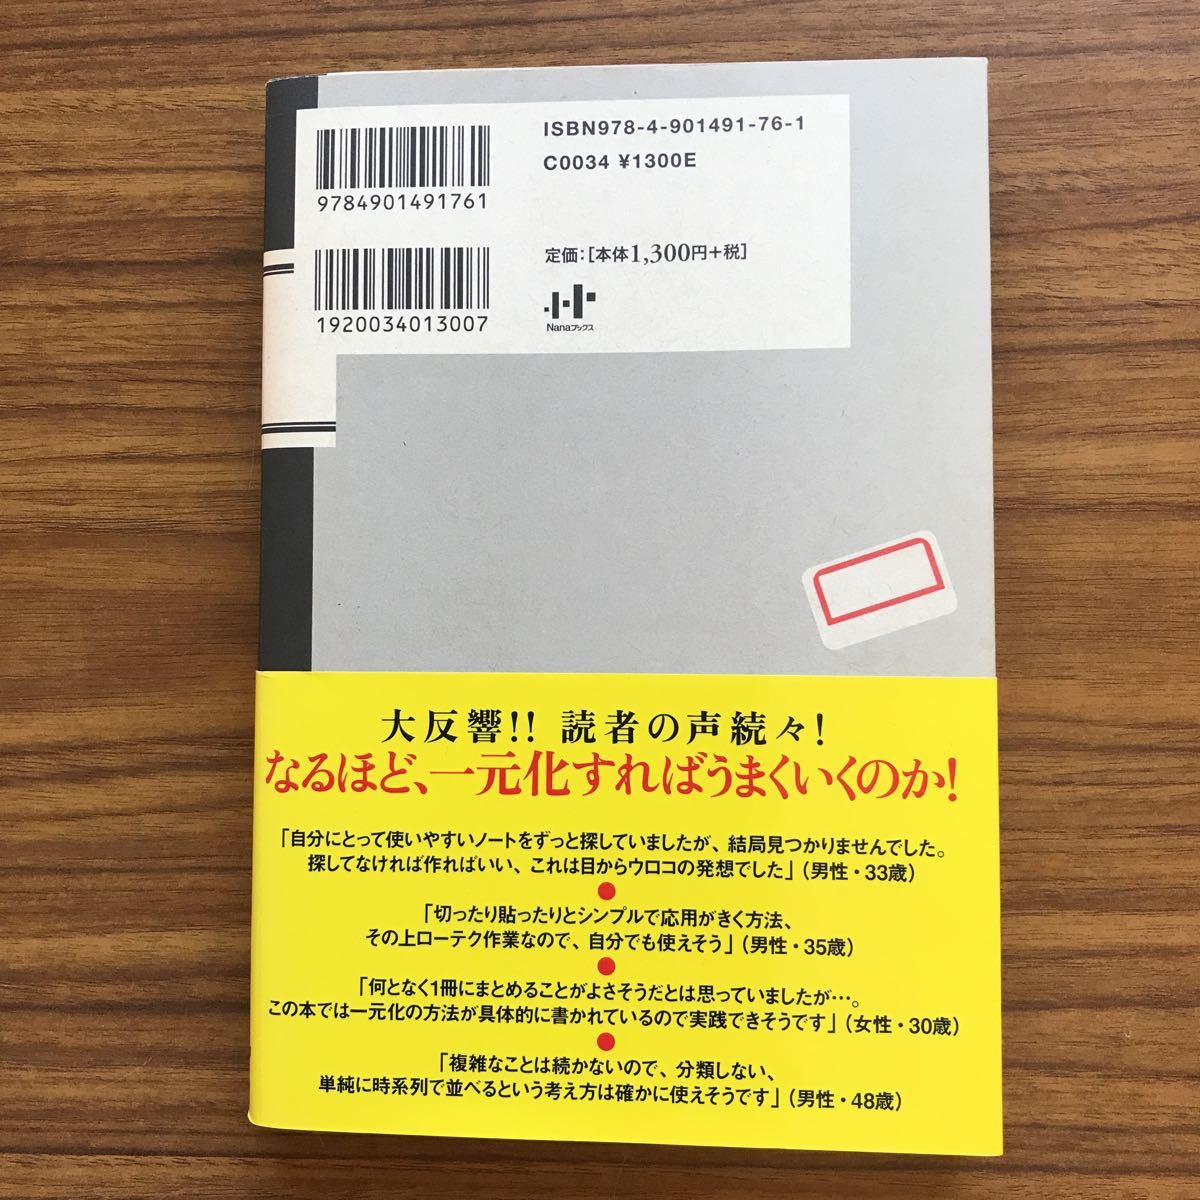 ISBN978-4-901491-76-1
C0034 ¥1300E
9784901491761
定価:[本体1,300円+税]
1920034013007
Nanaブックス
大反響!! 読者の声続々!
なるほど、一元化すればうまくいくのか!
「自分にとって使いやすいノートをずっと探していましたが、結局見つかりませんでした。
探してなければ作ればいい、これは目からウロコの発想でした」(男性・33歳)
「切ったり貼ったりとシンプルで応用がきく方法、
その上ローテク作業なので、自分でも使えそう」(男性・35歳)
「何となく1冊にまとめることがよさそうだとは思っていましたが…。
この本では一元化の方法が具体的に書かれているので実践できそうです」(女性・30歳)
「複雑なことは続かないので、分類しない、
単純に時系列で並べるという考え方は確かに使えそうです」(男性・48歳)